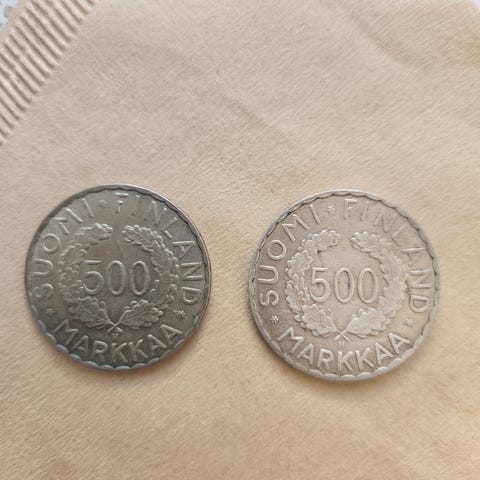 SUOMI * FINLAND
500
H
* MARKKAA *
SUOMI * FINLAND
500
H
* MARKKAA *